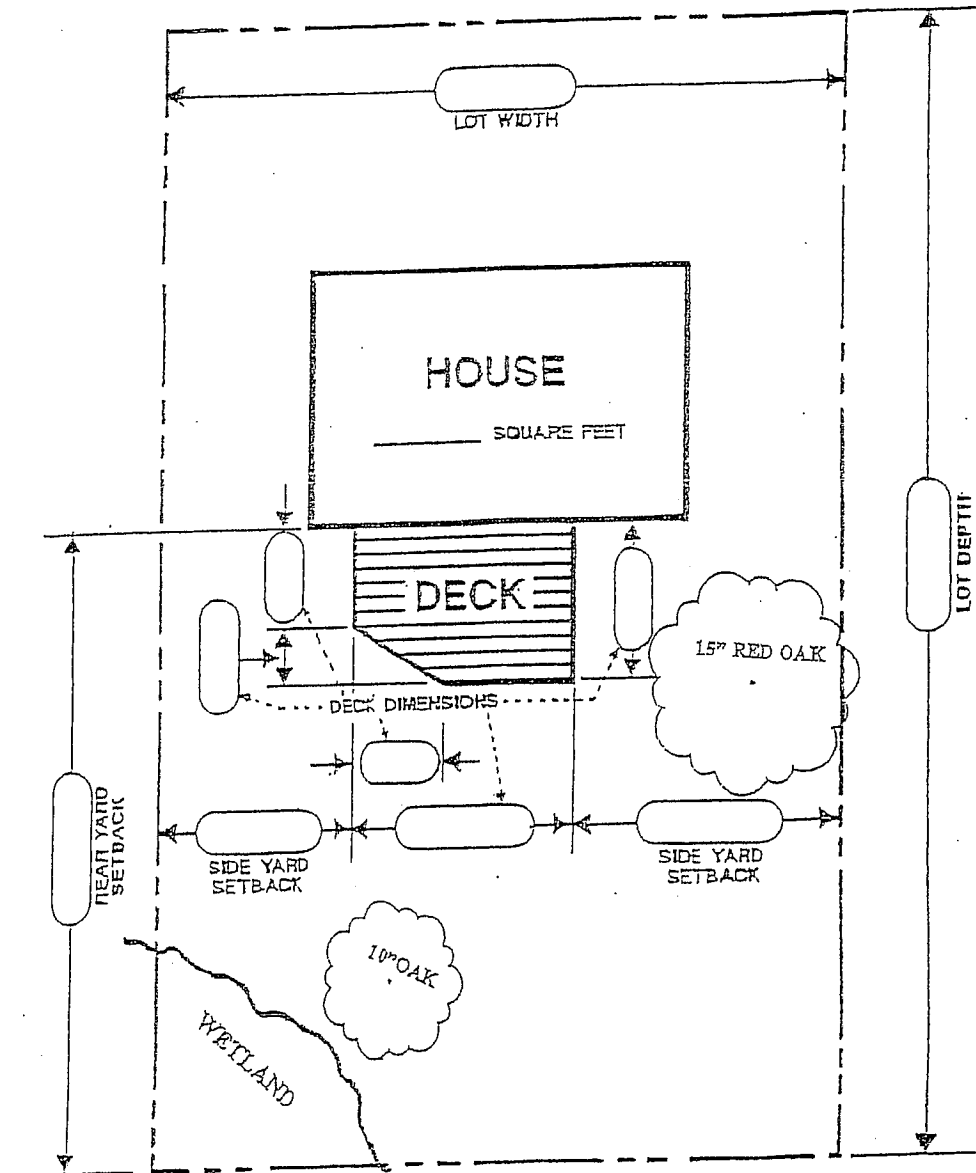 LOT WIDTH
HOUSE
SQUARE FEET
LOT DEPTH
DECK
15" RED OAK
DECK DIMENSIONS
REAR YARD
SETBACK
SIDE YARD
SETBACK
SIDE YARD
SETBACK
10" OAK
WETLAND